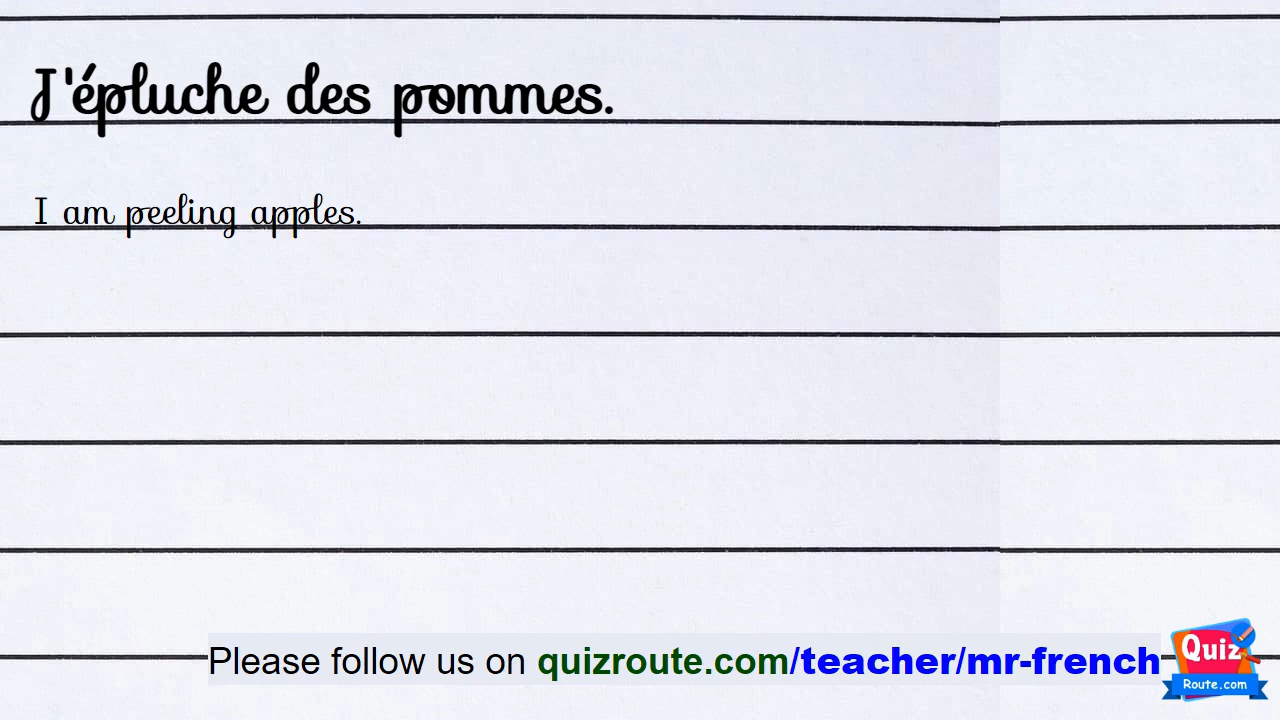 J'épluche des pommes.
I am peeling apples.
Please follow us on quizroute.com/teacher/mr-french
Quiz
Route.com